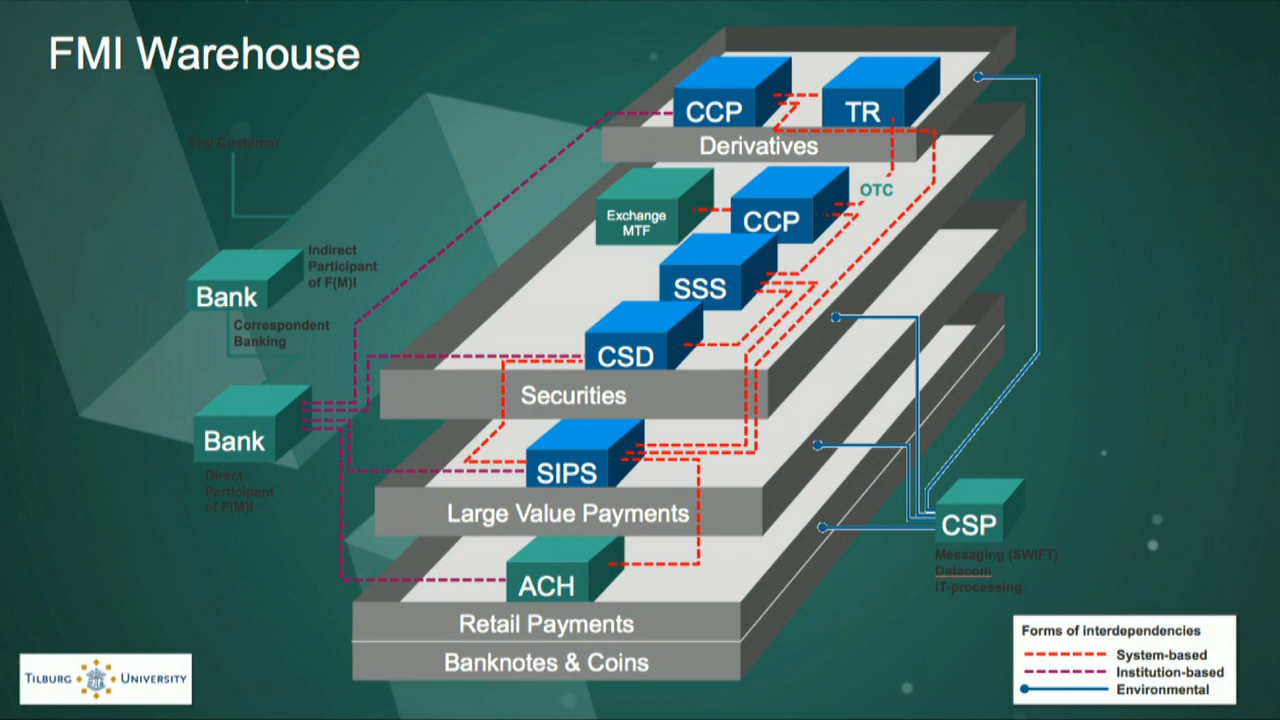 FMI Warehouse
CCP
TR
Derivatives
End Customer
Exchange
MTF
CCP
OTC
Indirect
Participant
of F(M)I
Bank
SSS
Correspondent
Banking
CSD
Securities
Bank
SIPS
Direct
Participant
of F(M)I
Large Value Payments
CSP
Messaging (SWIFT)
Datacom
IT-processing
ACH
Retail Payments
Banknotes & Coins
Forms of interdependencies
System-based
Institution-based
Environmental
TILBURG UNIVERSITY